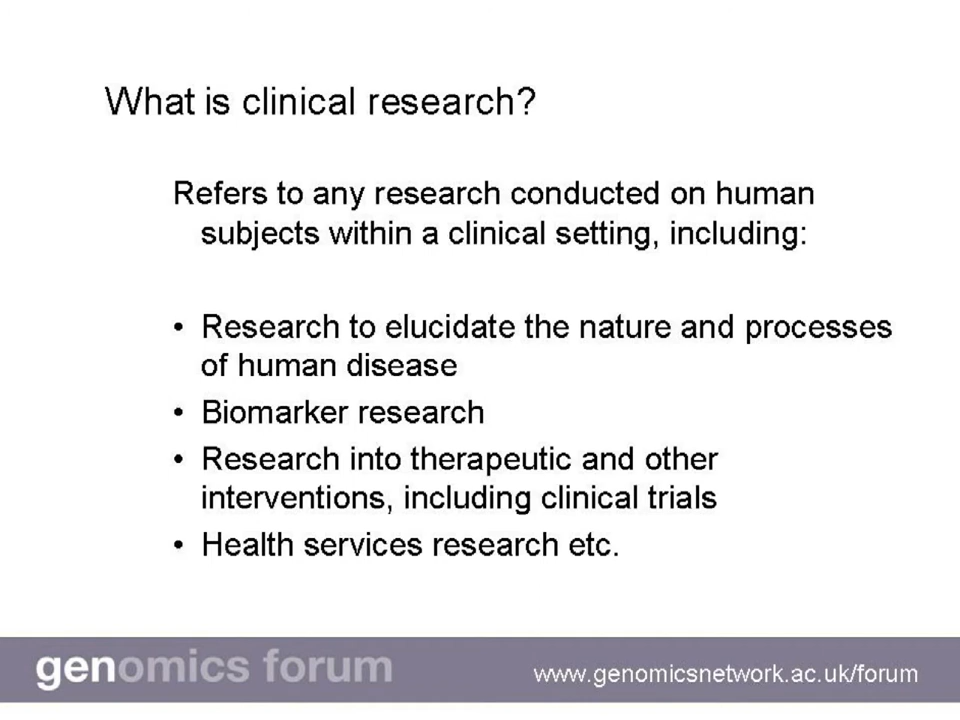 What is clinical research?
Refers to any research conducted on human
subjects within a clinical setting, including:
• Research to elucidate the nature and processes
of human disease
• Biomarker research
• Research into therapeutic and other
interventions, including clinical trials
• Health services research etc.
genomics forum
www.genomicsnetwork.ac.uk/forum